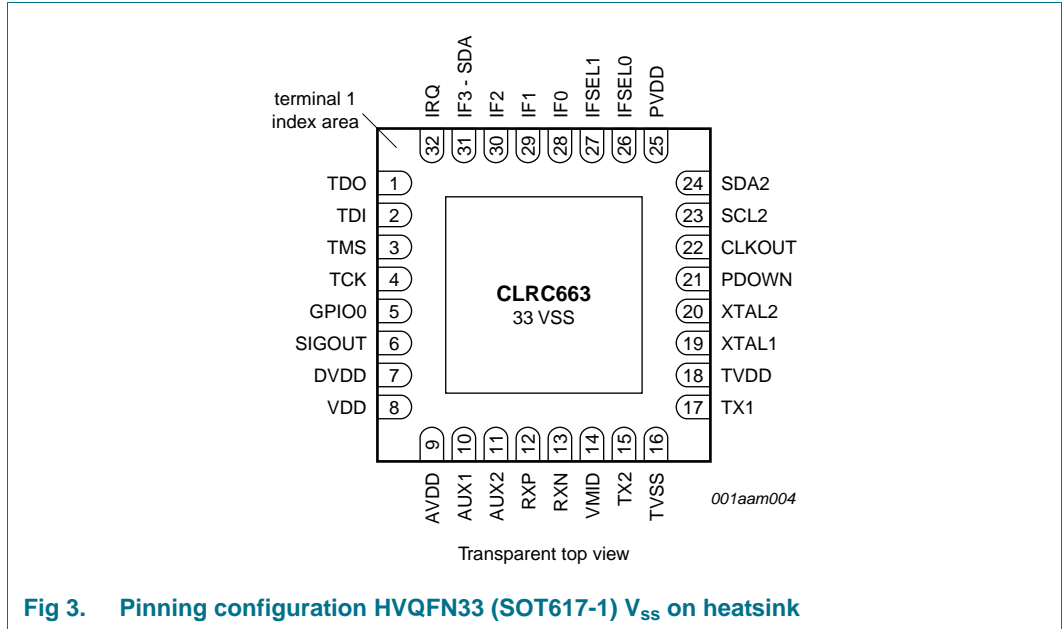 terminal 1
index area
IRQ
IF3 - SDA
IF2
IF1
IF0
IFSEL1
IFSEL0
PVDD
32
31
30
29
28
27
26
25
TDO 1
TDI 2
TMS 3
TCK 4
GPIO0 5
SIGOUT 6
DVDD 7
VDD 8
CLRC663
33 VSS
24 SDA2
23 SCL2
22 CLKOUT
21 PDOWN
20 XTAL2
19 XTAL1
18 TVDD
17 TX1
9
10
11
12
13
14
15
16
AVDD
AUX1
AUX2
RXP
RXN
VMID
TX2
TVSS
001aam004
Transparent top view
Fig 3. Pinning configuration HVQFN33 (SOT617-1) Vss on heatsink